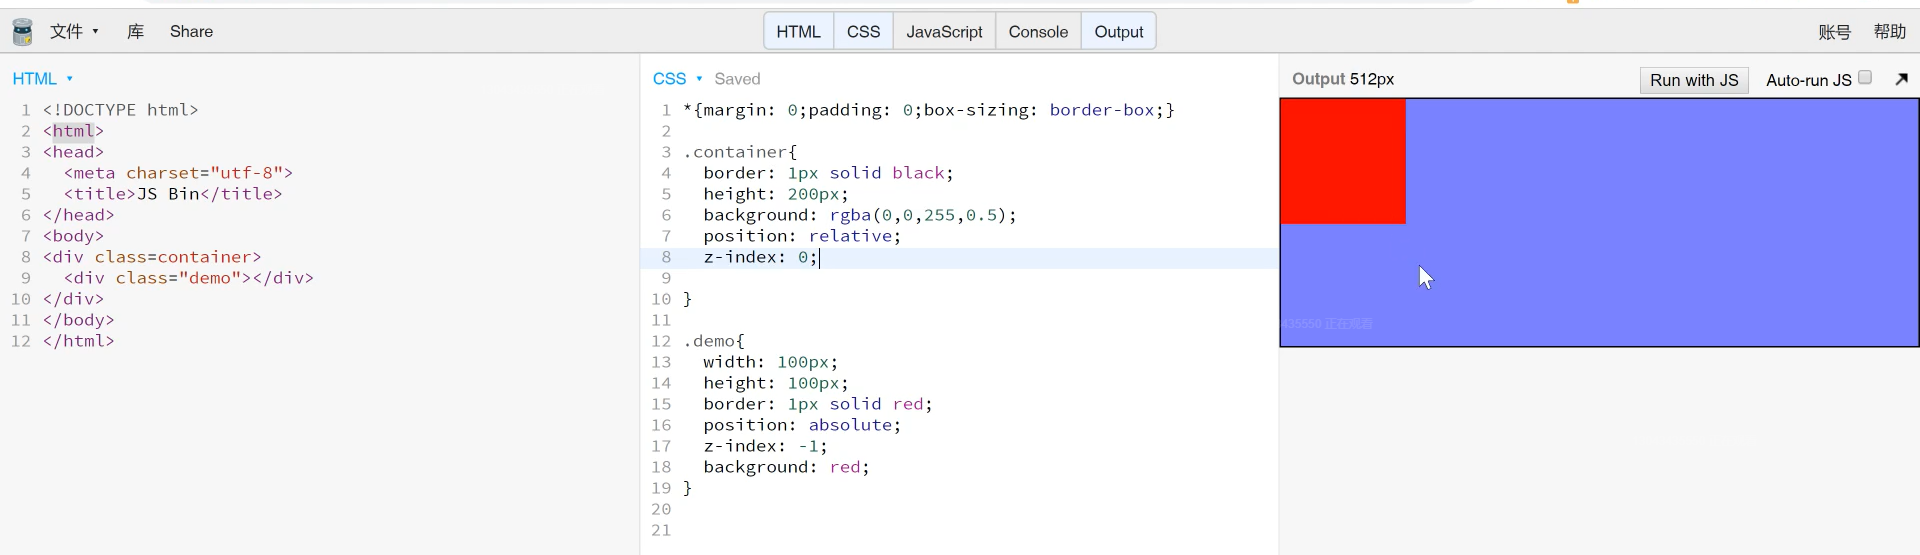 文件 库 Share HTML CSS JavaScript Console Output 账号 帮助
HTML
1 <!DOCTYPE html>
2 <html>
3 <head>
4 <meta charset="utf-8">
5 <title>JS Bin</title>
6 </head>
7 <body>
8 <div class=container>
9 <div class="demo"></div>
10 </div>
11 </body>
12 </html>
CSS Saved
1 *{margin: 0;padding: 0;box-sizing: border-box;}
2
3 .container{
4 border: 1px solid black;
5 height: 200px;
6 background: rgba(0,0,255,0.5);
7 position: relative;
8 z-index: 0;
9
10 }
11
12 .demo{
13 width: 100px;
14 height: 100px;
15 border: 1px solid red;
16 position: absolute;
17 z-index: -1;
18 background: red;
19 }
20
21
Output 512px Run with JS Auto-run JS
435550 正在观看